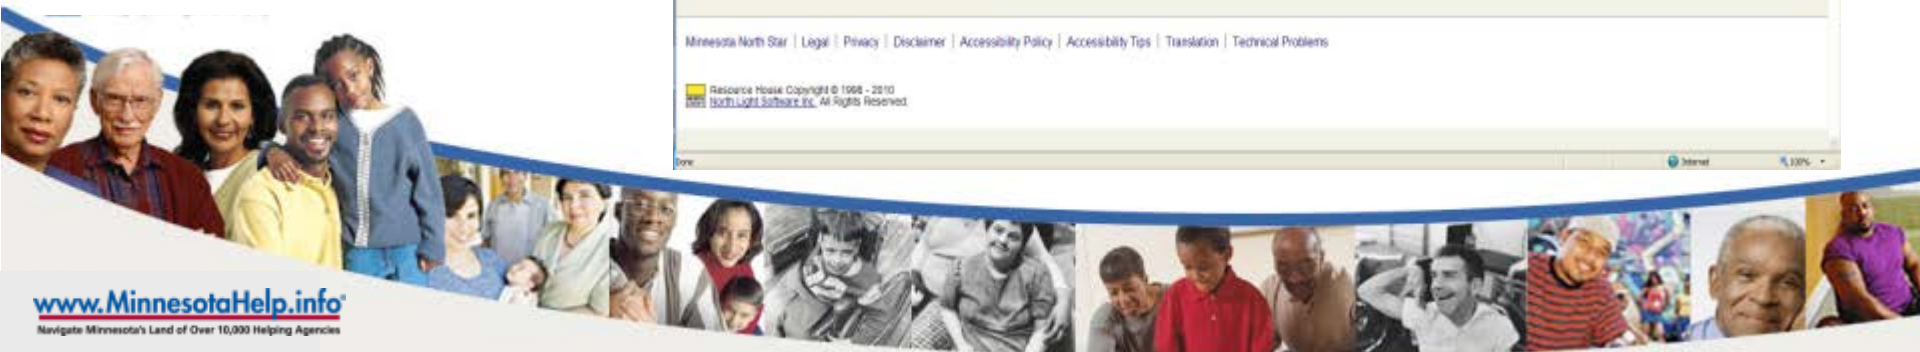 Minnesota North Star | Legal | Privacy | Disclaimer | Accessibility Policy | Accessibility Tips | Translation | Technical Problems
Resource House Copyright © 1998 - 2010
North Light Software Inc. All Rights Reserved.
Done Internet 100%
www.MinnesotaHelp.info®
Navigate Minnesota's Land of Over 10,000 Helping Agencies